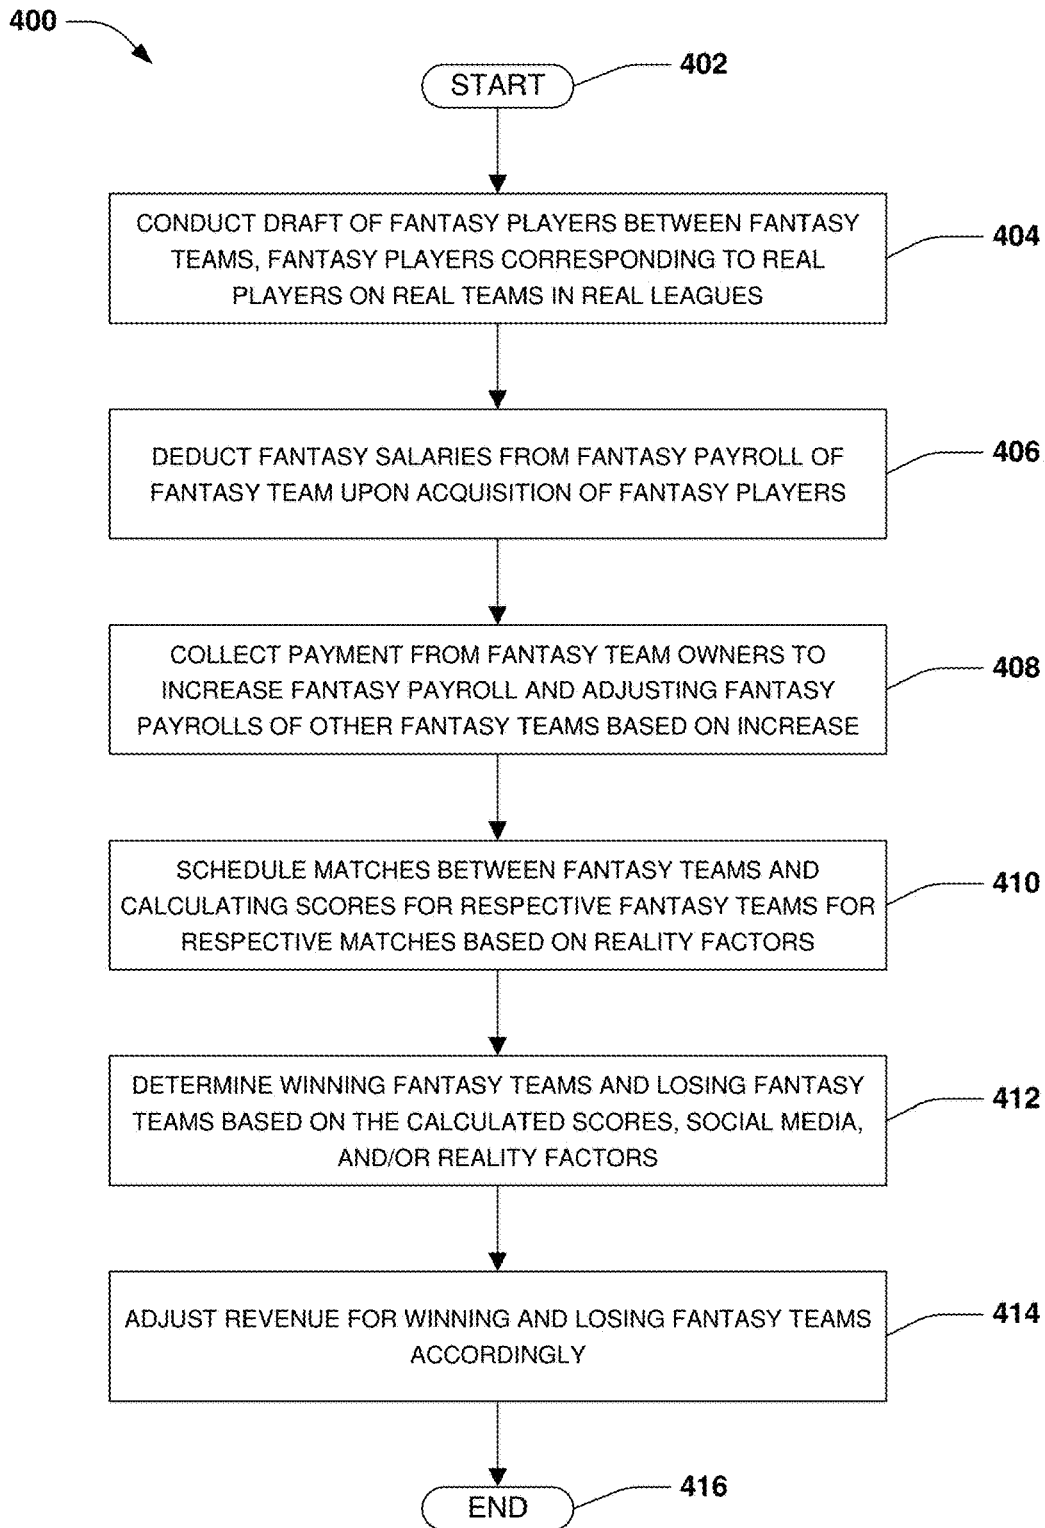 400
402
START
CONDUCT DRAFT OF FANTASY PLAYERS BETWEEN FANTASY
TEAMS, FANTASY PLAYERS CORRESPONDING TO REAL
PLAYERS ON REAL TEAMS IN REAL LEAGUES
404
DEDUCT FANTASY SALARIES FROM FANTASY PAYROLL OF
FANTASY TEAM UPON ACQUISITION OF FANTASY PLAYERS
406
COLLECT PAYMENT FROM FANTASY TEAM OWNERS TO
INCREASE FANTASY PAYROLL AND ADJUSTING FANTASY
PAYROLLS OF OTHER FANTASY TEAMS BASED ON INCREASE
408
SCHEDULE MATCHES BETWEEN FANTASY TEAMS AND
CALCULATING SCORES FOR RESPECTIVE FANTASY TEAMS FOR
RESPECTIVE MATCHES BASED ON REALITY FACTORS
410
DETERMINE WINNING FANTASY TEAMS AND LOSING FANTASY
TEAMS BASED ON THE CALCULATED SCORES, SOCIAL MEDIA,
AND/OR REALITY FACTORS
412
ADJUST REVENUE FOR WINNING AND LOSING FANTASY TEAMS
ACCORDINGLY
414
416
END